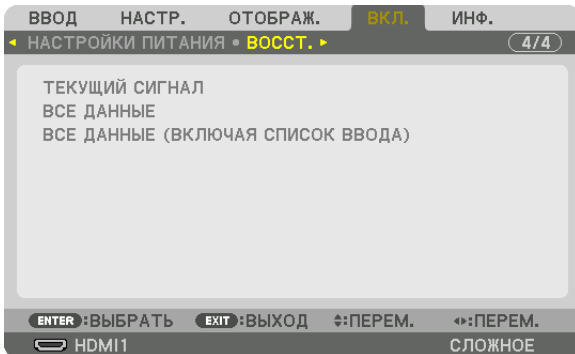 ВВОД НАСТР. ОТОБРАЖ. ВКЛ. ИНФ.
НАСТРОЙКИ ПИТАНИЯ • ВОССТ. 4/4
ТЕКУЩИЙ СИГНАЛ
ВСЕ ДАННЫЕ
ВСЕ ДАННЫЕ (ВКЛЮЧАЯ СПИСОК ВВОДА)
ENTER :ВЫБРАТЬ EXIT :ВЫХОД :ПЕРЕМ. :ПЕРЕМ.
HDMI1 СЛОЖНОЕ